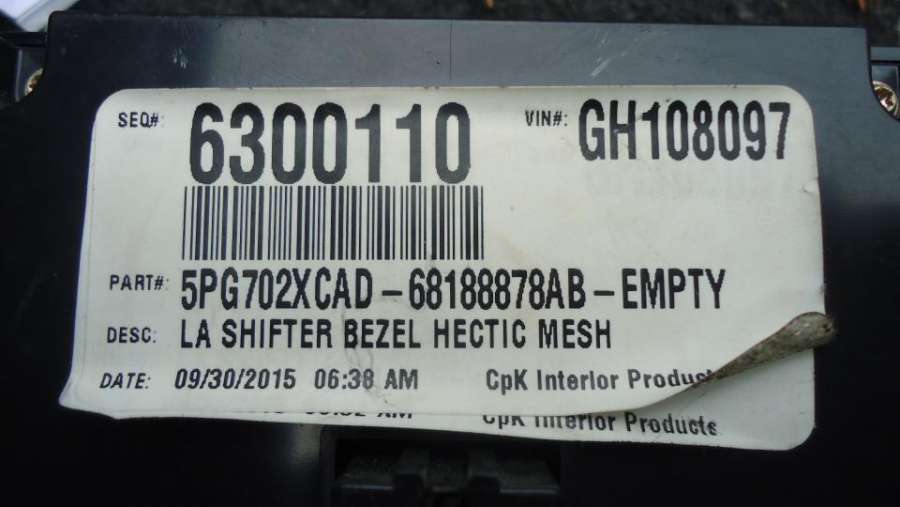 SEQ#: 6300110 VIN#: GH108097
PART#: 5PG702XCAD-68188878AB-EMPTY
DESC: LA SHIFTER BEZEL HECTIC MESH
DATE: 09/30/2015 06:38 AM CpK Interior Product
AM CpK Interior Products